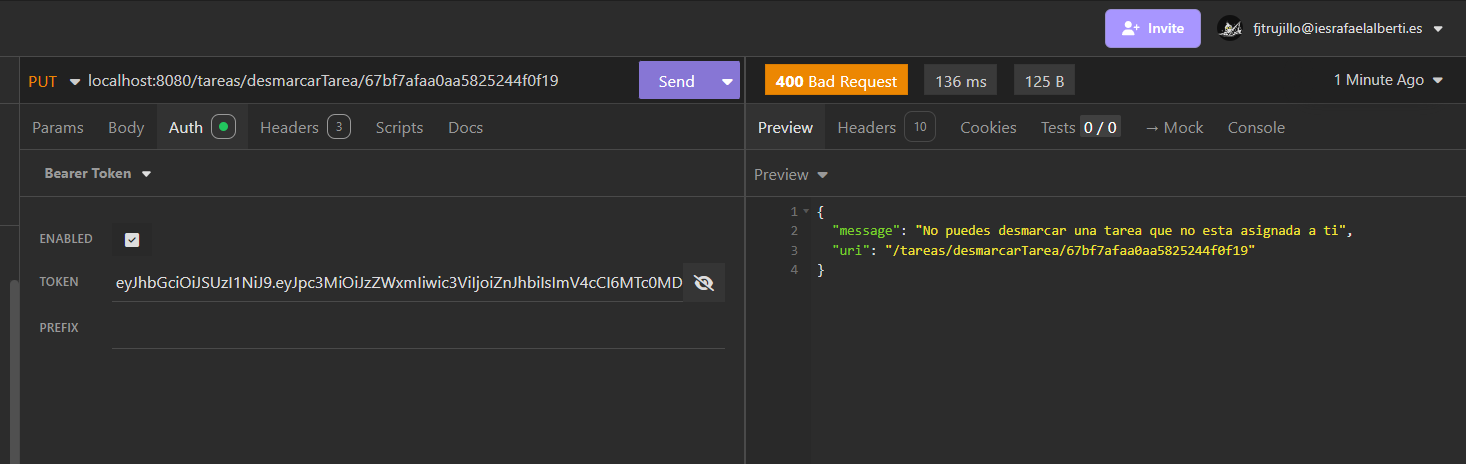 Invite
fjtrujillo@iesrafaelalberti.es
PUT localhost:8080/tareas/desmarcarTarea/67bf7afaa0aa5825244f0f19 Send
400 Bad Request 136 ms 125 B 1 Minute Ago
Params Body Auth Headers 3 Scripts Docs
Preview Headers 10 Cookies Tests 0 / 0 → Mock Console
Bearer Token
Preview
ENABLED
TOKEN eyJhbGciOiJSUzI1NiJ9.eyJpc3MiOiJzZWxmIiwic3ViIjoiZnJhbiIsImV4cCI6MTc0MD
PREFIX
1 {
2 "message": "No puedes desmarcar una tarea que no esta asignada a ti",
3 "uri": "/tareas/desmarcarTarea/67bf7afaa0aa5825244f0f19"
4 }